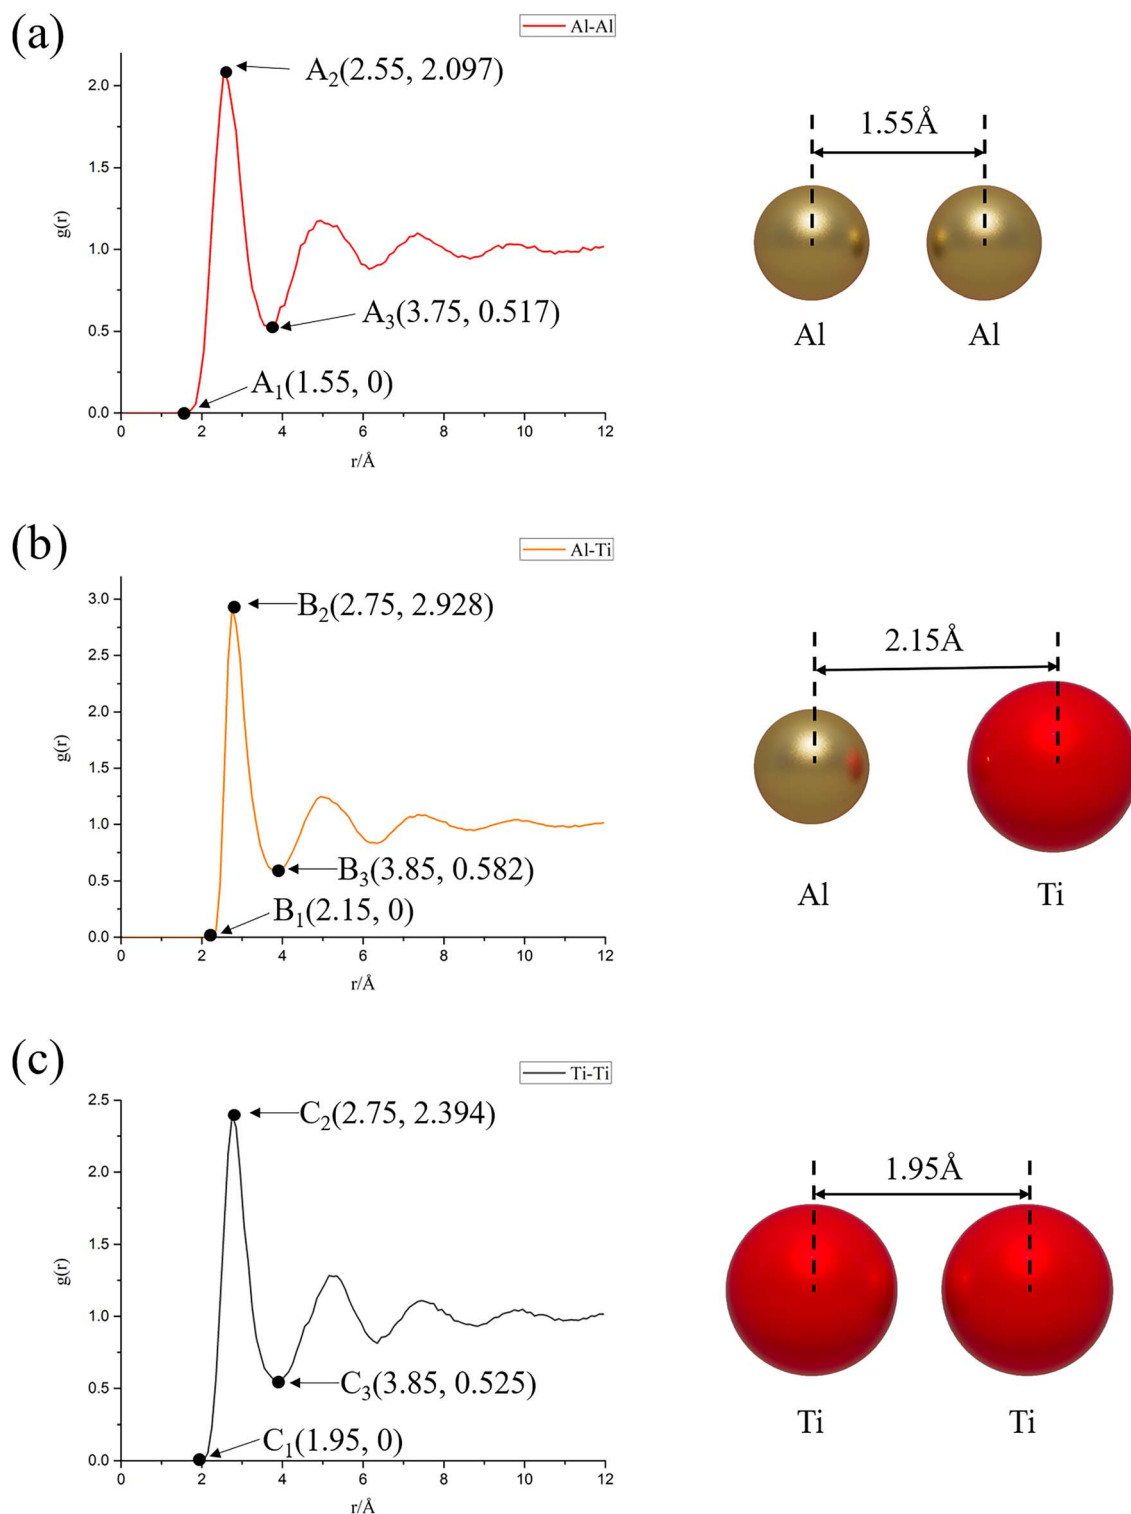 (a)
Al-Al
A₂(2.55, 2.097)
A₃(3.75, 0.517)
A₁(1.55, 0)
g(r)
2.0
1.5
1.0
0.5
0.0
0 2 4 6 8 10 12
r/Å
1.55Å
Al Al
(b)
Al-Ti
B₂(2.75, 2.928)
B₃(3.85, 0.582)
B₁(2.15, 0)
g(r)
3.0
2.5
2.0
1.5
1.0
0.5
0.0
0 2 4 6 8 10 12
r/Å
2.15Å
Al Ti
(c)
Ti-Ti
C₂(2.75, 2.394)
C₃(3.85, 0.525)
C₁(1.95, 0)
g(r)
2.5
2.0
1.5
1.0
0.5
0.0
0 2 4 6 8 10 12
r/Å
1.95Å
Ti Ti